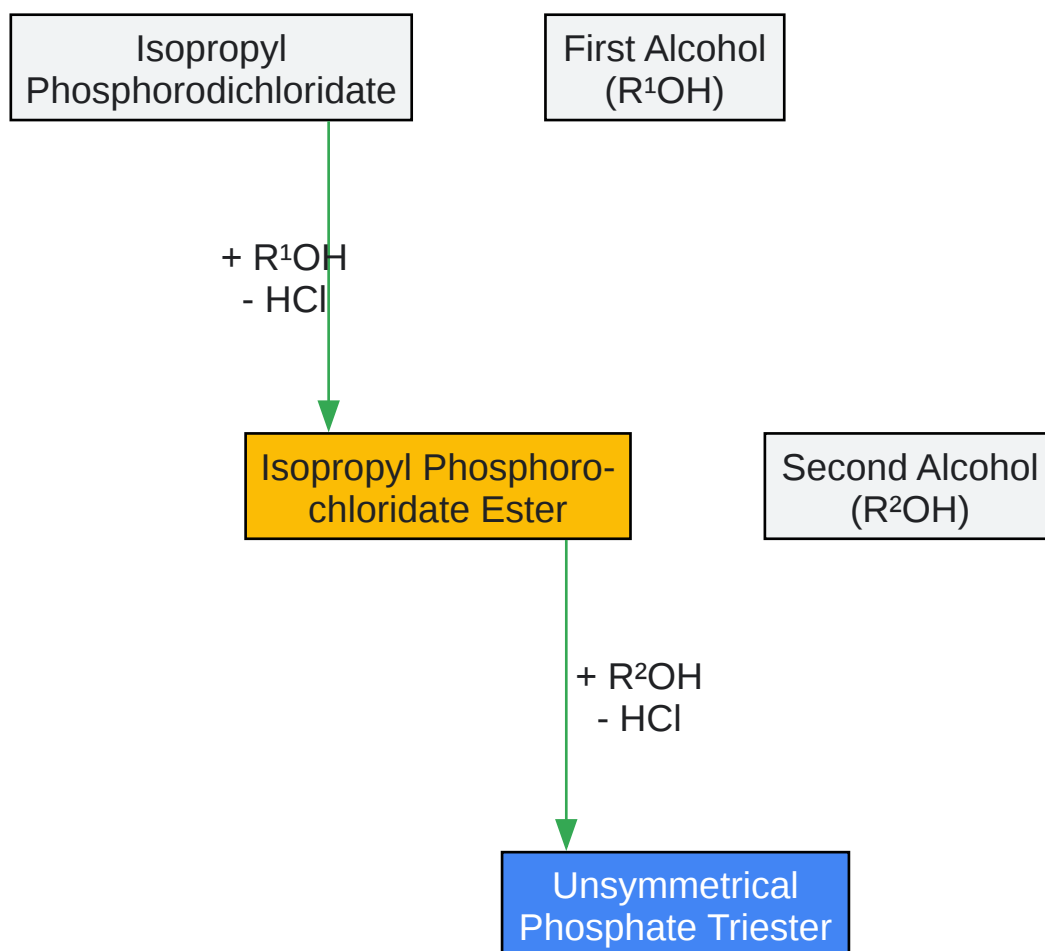 Isopropyl
Phosphorodichloridate
First Alcohol
(R¹OH)
+ R¹OH
- HCl
Isopropyl Phosphoro-
chloridate Ester
Second Alcohol
(R²OH)
+ R²OH
- HCl
Unsymmetrical
Phosphate Triester